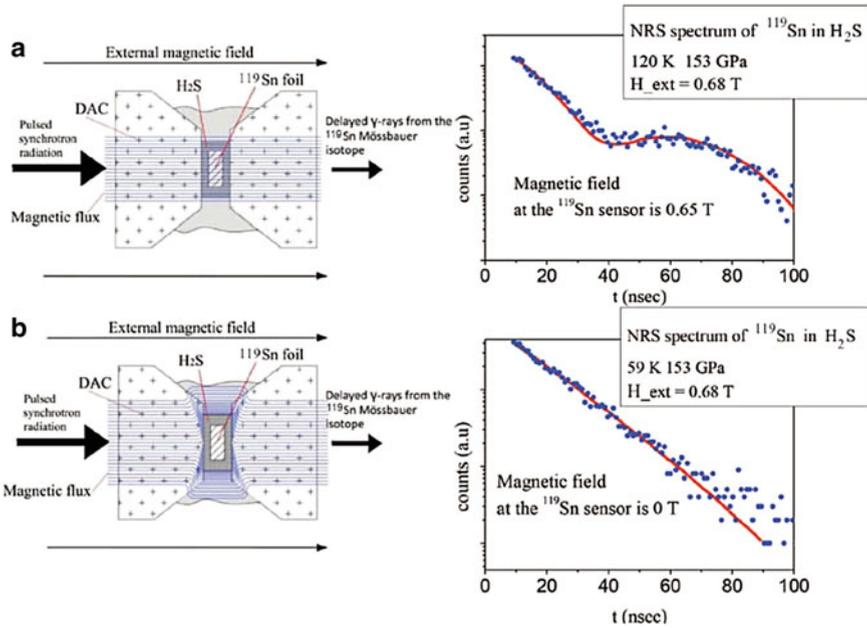 a
External magnetic field
H₂S
¹¹⁹Sn foil
DAC
Pulsed
synchrotron
radiation
Delayed γ-rays from the
¹¹⁹Sn Mössbauer
isotope
Magnetic flux
counts (a.u)
NRS spectrum of ¹¹⁹Sn in H₂S
120 K 153 GPa
H_ext = 0.68 T
Magnetic field
at the ¹¹⁹Sn sensor is 0.65 T
0 20 40 60 80 100
t (nsec)
b
External magnetic field
H₂S
¹¹⁹Sn foil
DAC
Pulsed
synchrotron
radiation
Delayed γ-rays from the
¹¹⁹Sn Mössbauer
isotope
Magnetic flux
counts (a.u)
NRS spectrum of ¹¹⁹Sn in H₂S
59 K 153 GPa
H_ext = 0.68 T
Magnetic field
at the ¹¹⁹Sn sensor is 0 T
0 20 40 60 80 100
t (nsec)